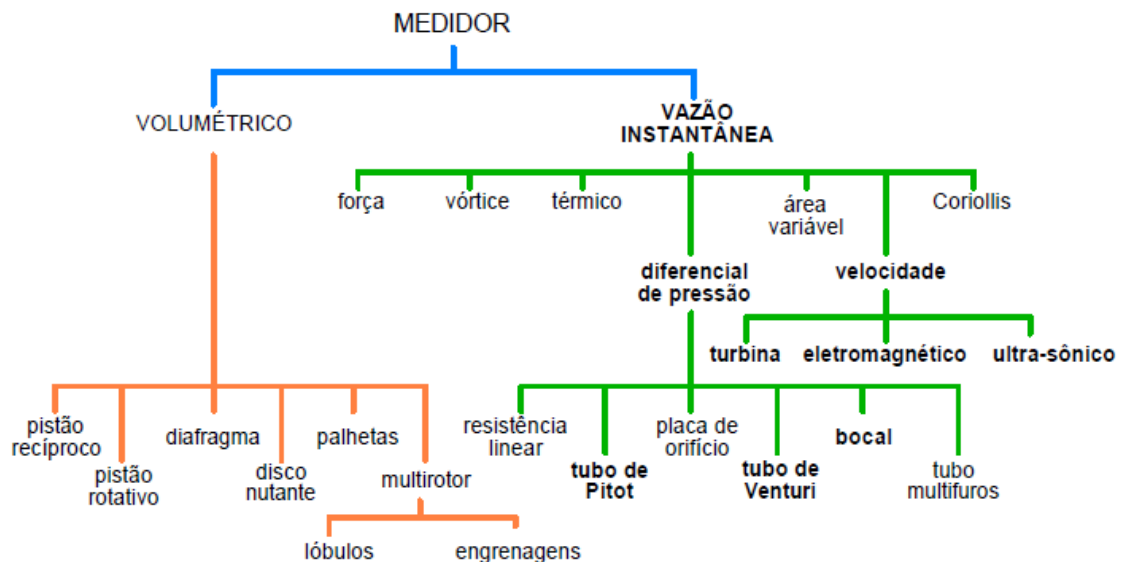 MEDIDOR
VOLUMÉTRICO
VAZÃO
INSTANTÂNEA
força
vórtice
térmico
área
variável
Coriollis
diferencial
de pressão
velocidade
turbina
eletromagnético
ultra-sônico
pistão
recíproco
pistão
rotativo
diafragma
disco
nutante
palhetas
multirotor
lóbulos
engrenagens
resistência
linear
tubo de
Pitot
placa de
orifício
tubo de
Venturi
bocal
tubo
multifuros